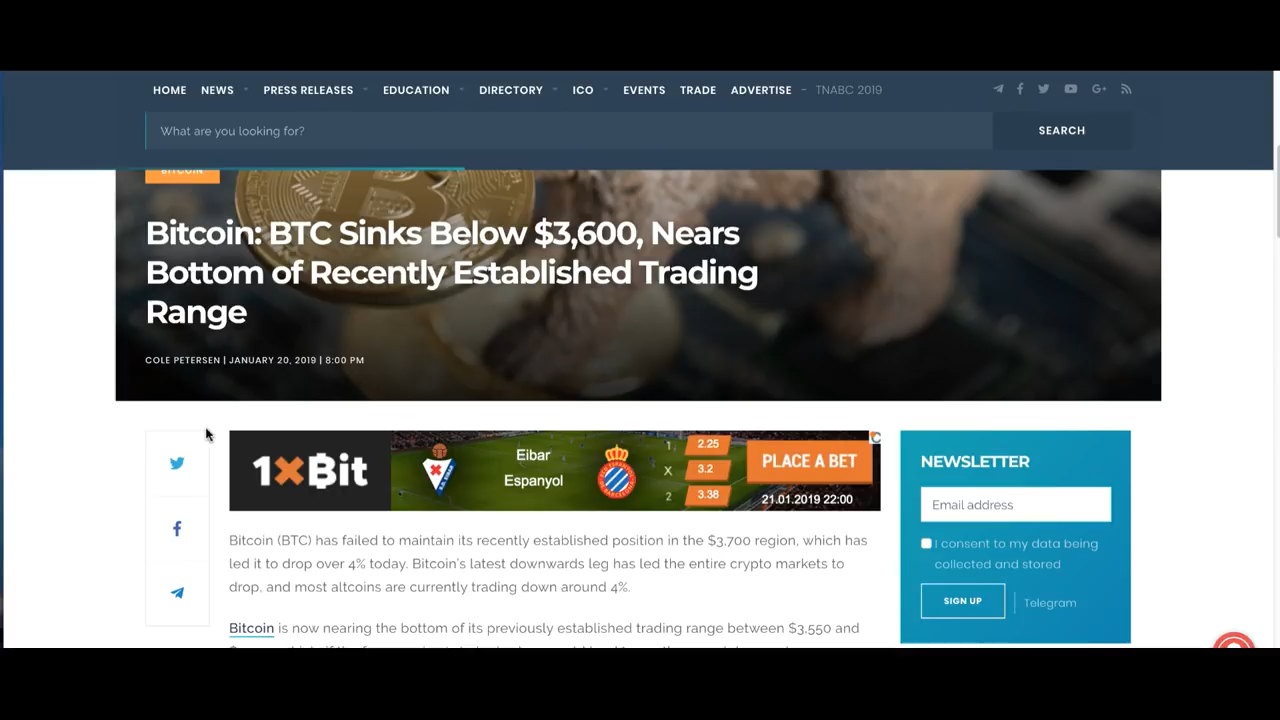 HOME NEWS PRESS RELEASES EDUCATION DIRECTORY ICO EVENTS TRADE ADVERTISE - TNABC 2019
What are you looking for?
SEARCH
BITCOIN
Bitcoin: BTC Sinks Below $3,600, Nears
Bottom of Recently Established Trading
Range
COLE PETERSEN | JANUARY 20, 2019 | 8:00 PM
1×Bit
Eibar
Espanyol
1 2.25
X 3.2
2 3.38
PLACE A BET
21.01.2019 22:00
Bitcoin (BTC) has failed to maintain its recently established position in the $3,700 region, which has
led it to drop over 4% today. Bitcoin's latest downwards leg has led the entire crypto markets to
drop, and most altcoins are currently trading down around 4%.
Bitcoin is now nearing the bottom of its previously established trading range between $3,550 and
NEWSLETTER
Email address
I consent to my data being
collected and stored
SIGN UP
Telegram